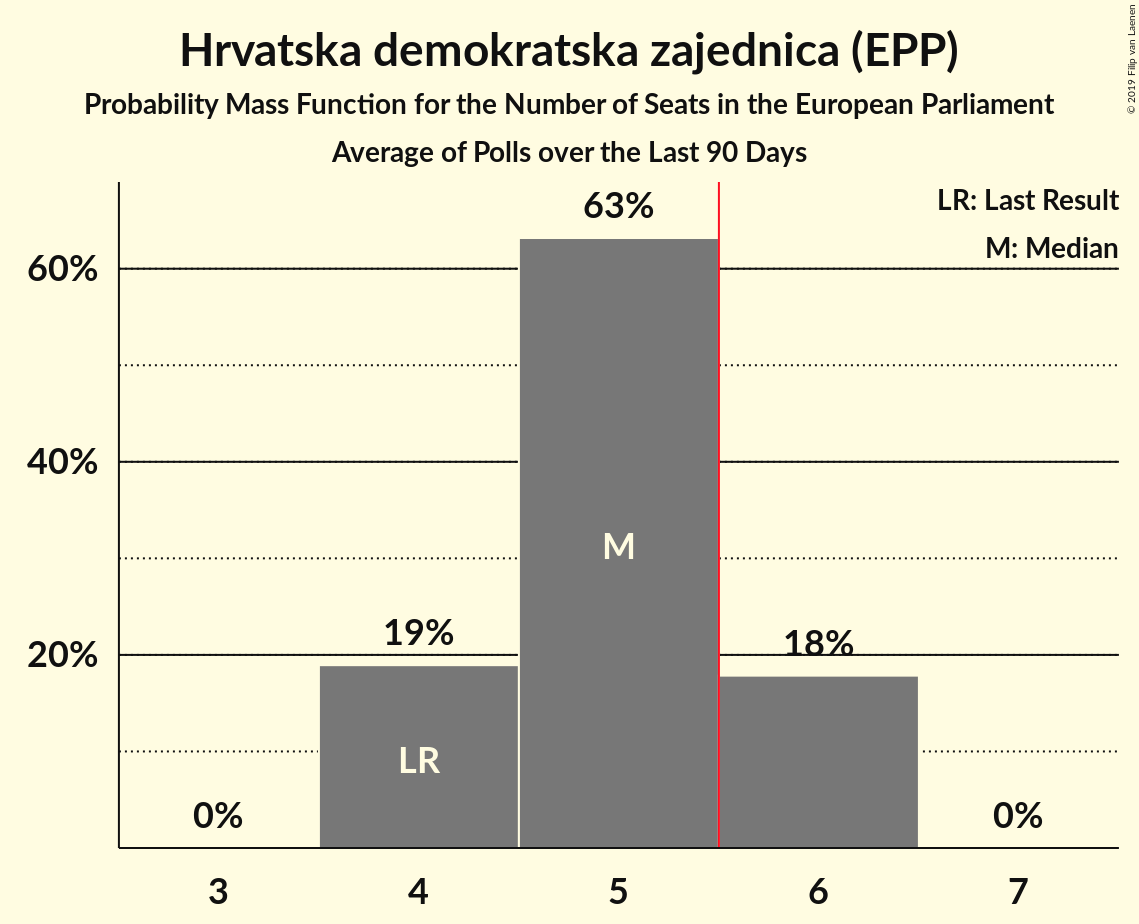 Hrvatska demokratska zajednica (EPP)
Probability Mass Function for the Number of Seats in the European Parliament
Average of Polls over the Last 90 Days
© 2019 Filip van Laenen
LR: Last Result
M: Median
63%
60%
40%
M
19%
18%
20%
LR
0%
0%
3 4 5 6 7